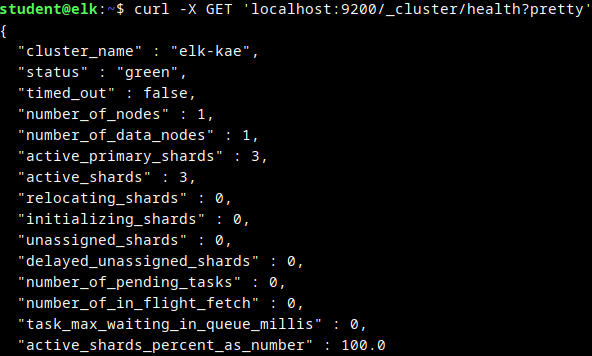 student@elk:~$ curl -X GET 'localhost:9200/_cluster/health?pretty'
{
  "cluster_name" : "elk-kae",
  "status" : "green",
  "timed_out" : false,
  "number_of_nodes" : 1,
  "number_of_data_nodes" : 1,
  "active_primary_shards" : 3,
  "active_shards" : 3,
  "relocating_shards" : 0,
  "initializing_shards" : 0,
  "unassigned_shards" : 0,
  "delayed_unassigned_shards" : 0,
  "number_of_pending_tasks" : 0,
  "number_of_in_flight_fetch" : 0,
  "task_max_waiting_in_queue_millis" : 0,
  "active_shards_percent_as_number" : 100.0